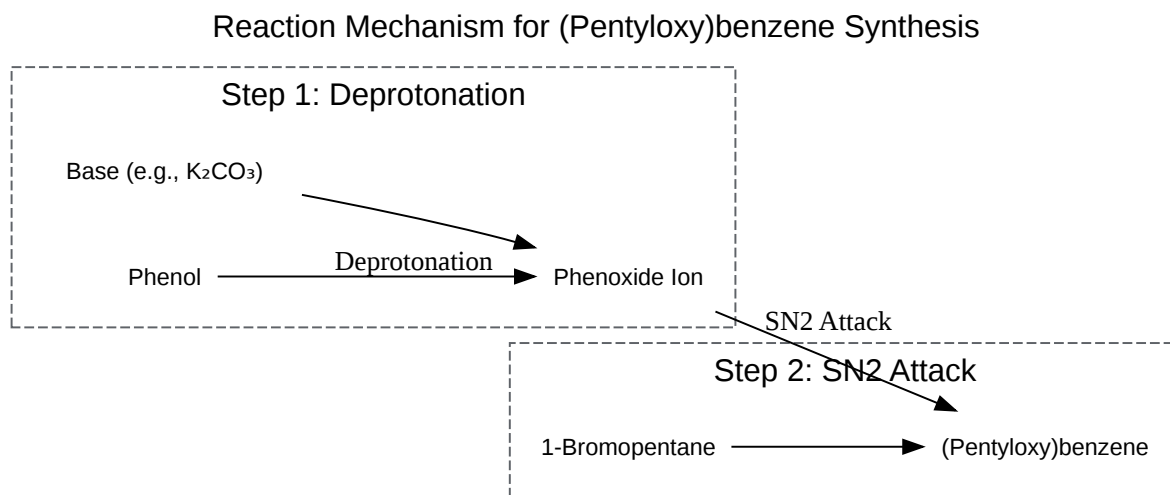 Reaction Mechanism for (Pentyloxy)benzene Synthesis
Step 1: Deprotonation
Base (e.g., K₂CO₃)
Deprotonation
Phenol
Phenoxide Ion
SN2 Attack
Step 2: SN2 Attack
1-Bromopentane
(Pentyloxy)benzene